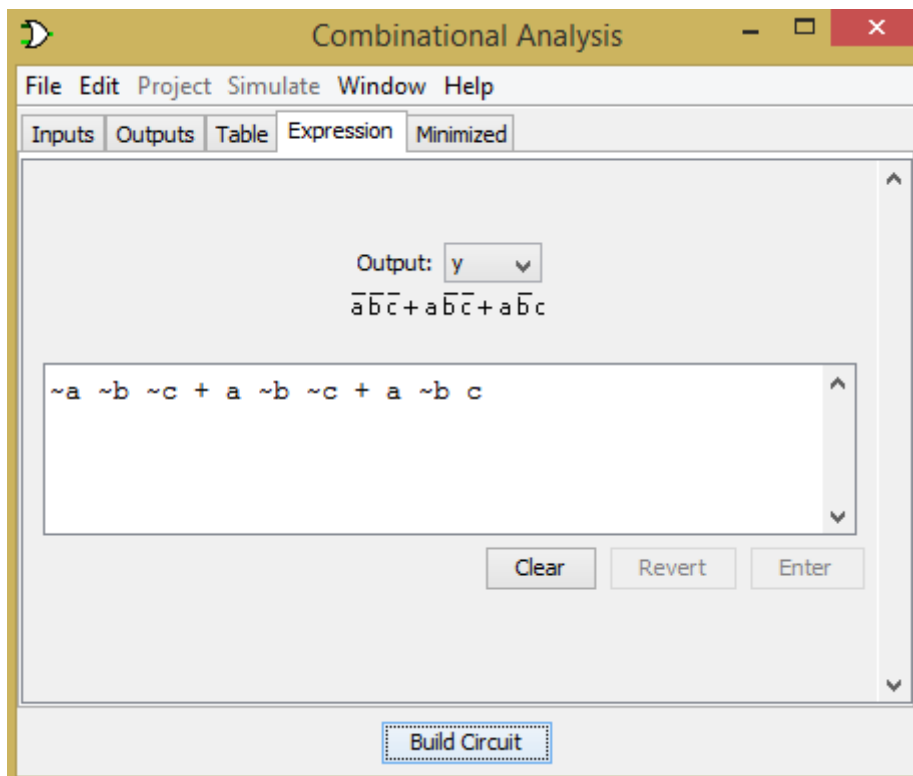 Combinational Analysis
File Edit Project Simulate Window Help
Inputs Outputs Table Expression Minimized
Output: y
a̅ b̅ c̅ + a b̅ c̅ + a b̅ c
~a ~b ~c + a ~b ~c + a ~b c
Clear Revert Enter
Build Circuit